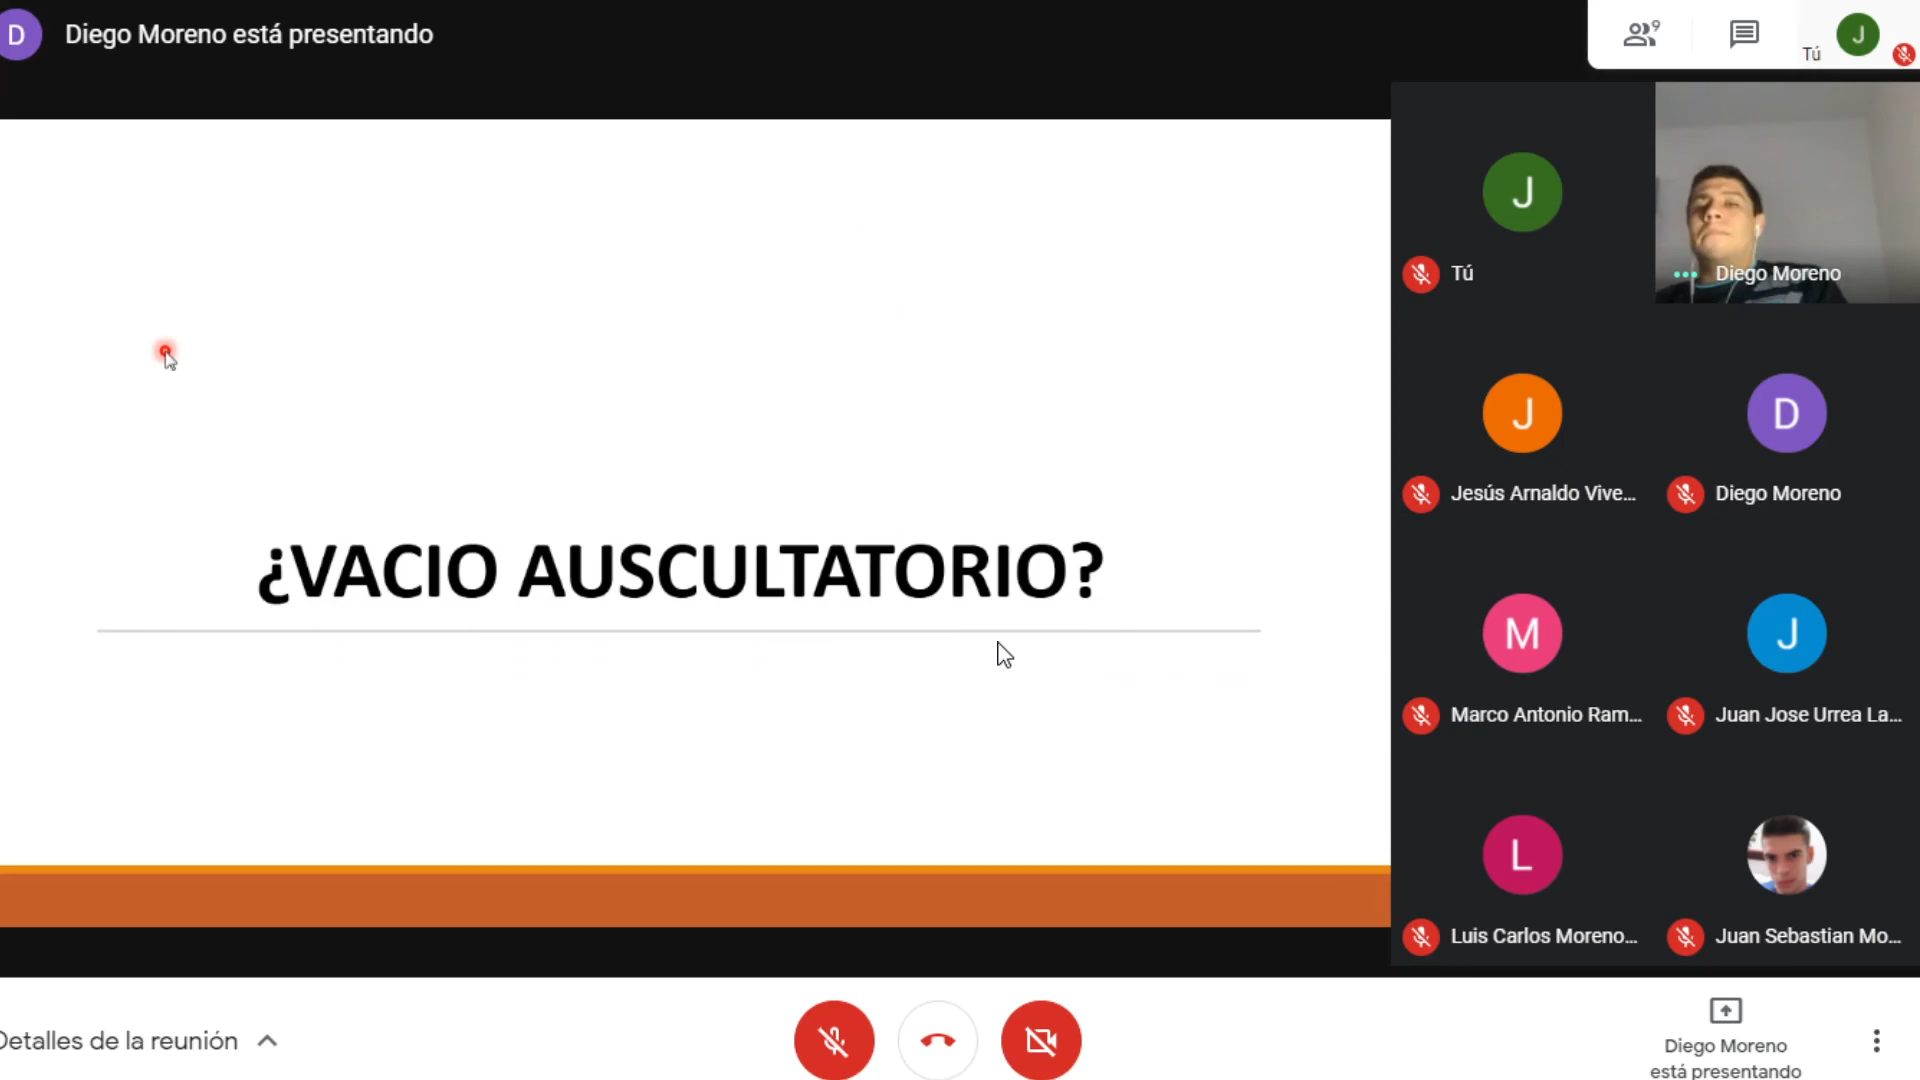 D
Diego Moreno está presentando
9
Tú
J
¿VACIO AUSCULTATORIO?
J
Tú
Diego Moreno
J
Jesús Arnaldo Vive...
D
Diego Moreno
M
Marco Antonio Ram...
J
Juan Jose Urrea La...
L
Luis Carlos Moreno...
Juan Sebastian Mo...
Detalles de la reunión
Diego Moreno
está presentando